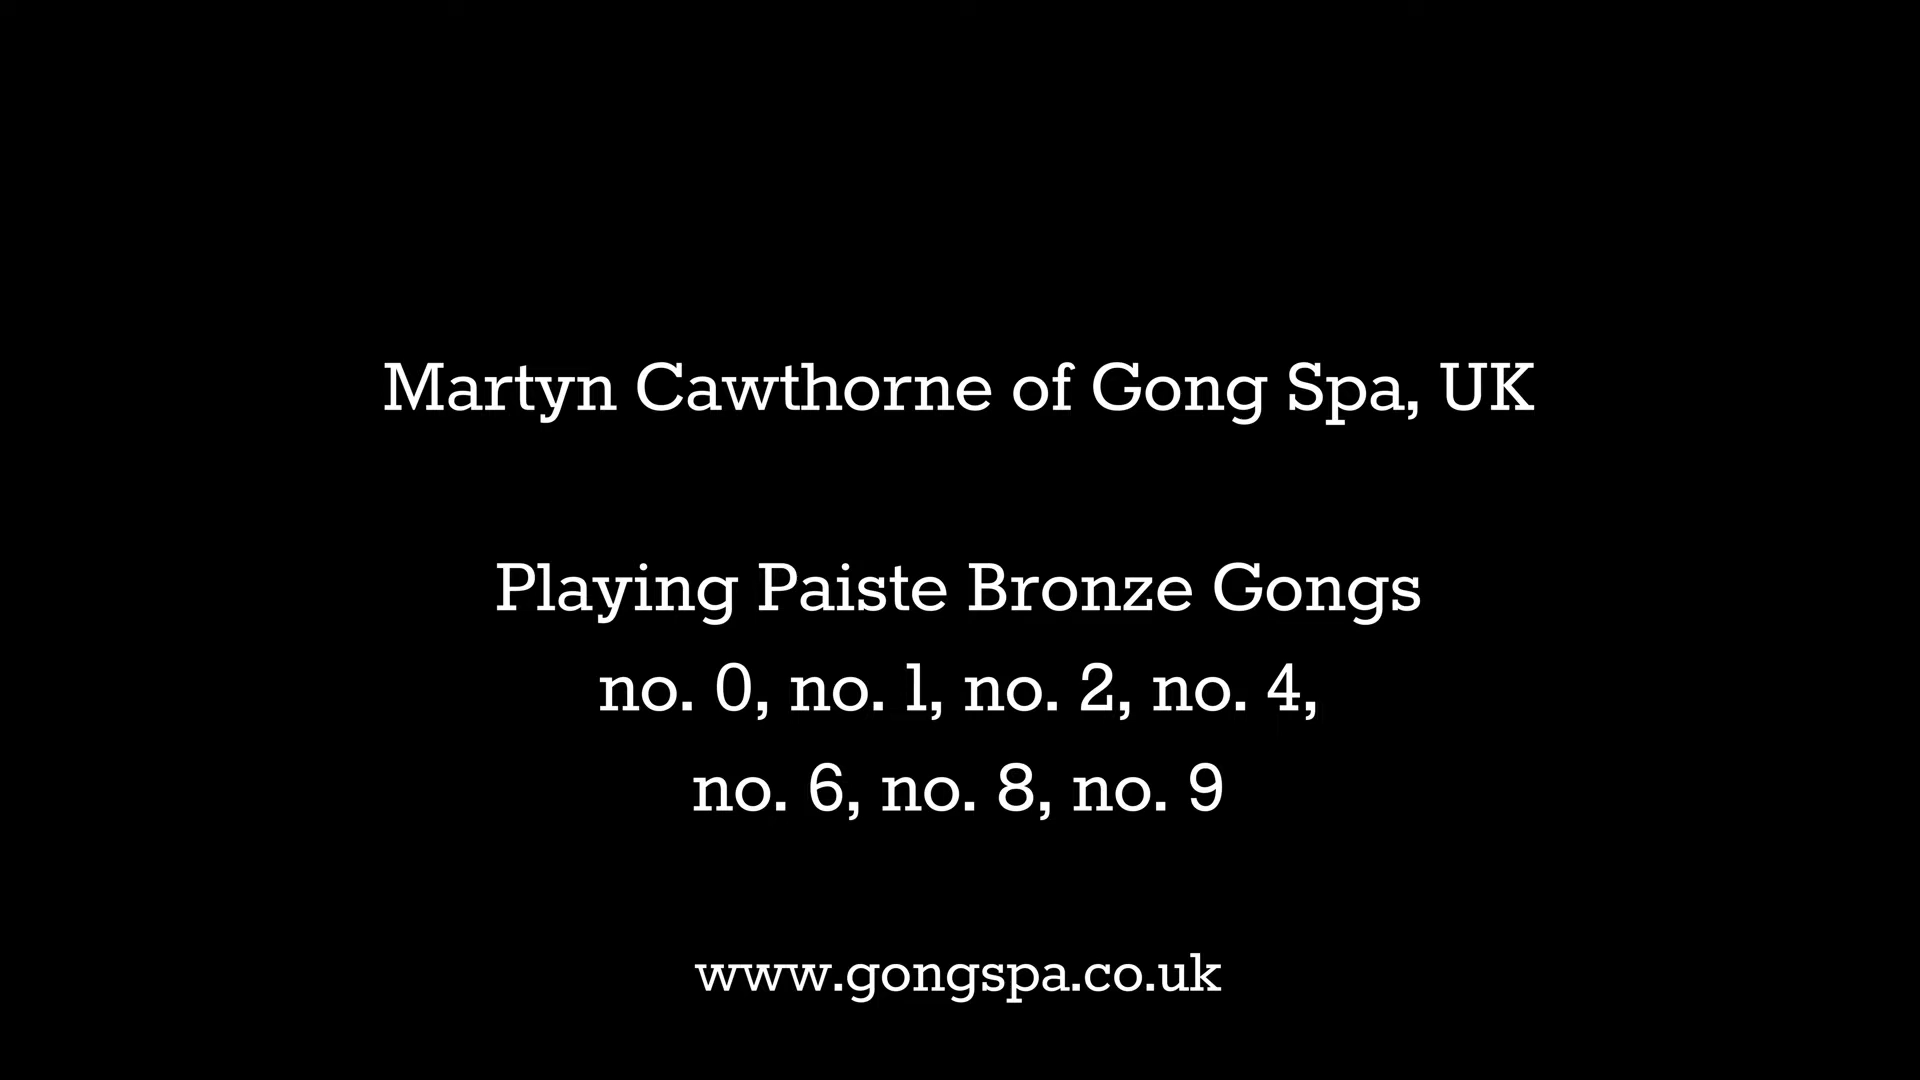 Martyn Cawthorne of Gong Spa, UK
Playing Paiste Bronze Gongs
no. 0, no. 1, no. 2, no. 4,
no. 6, no. 8, no. 9
www.gongspa.co.uk